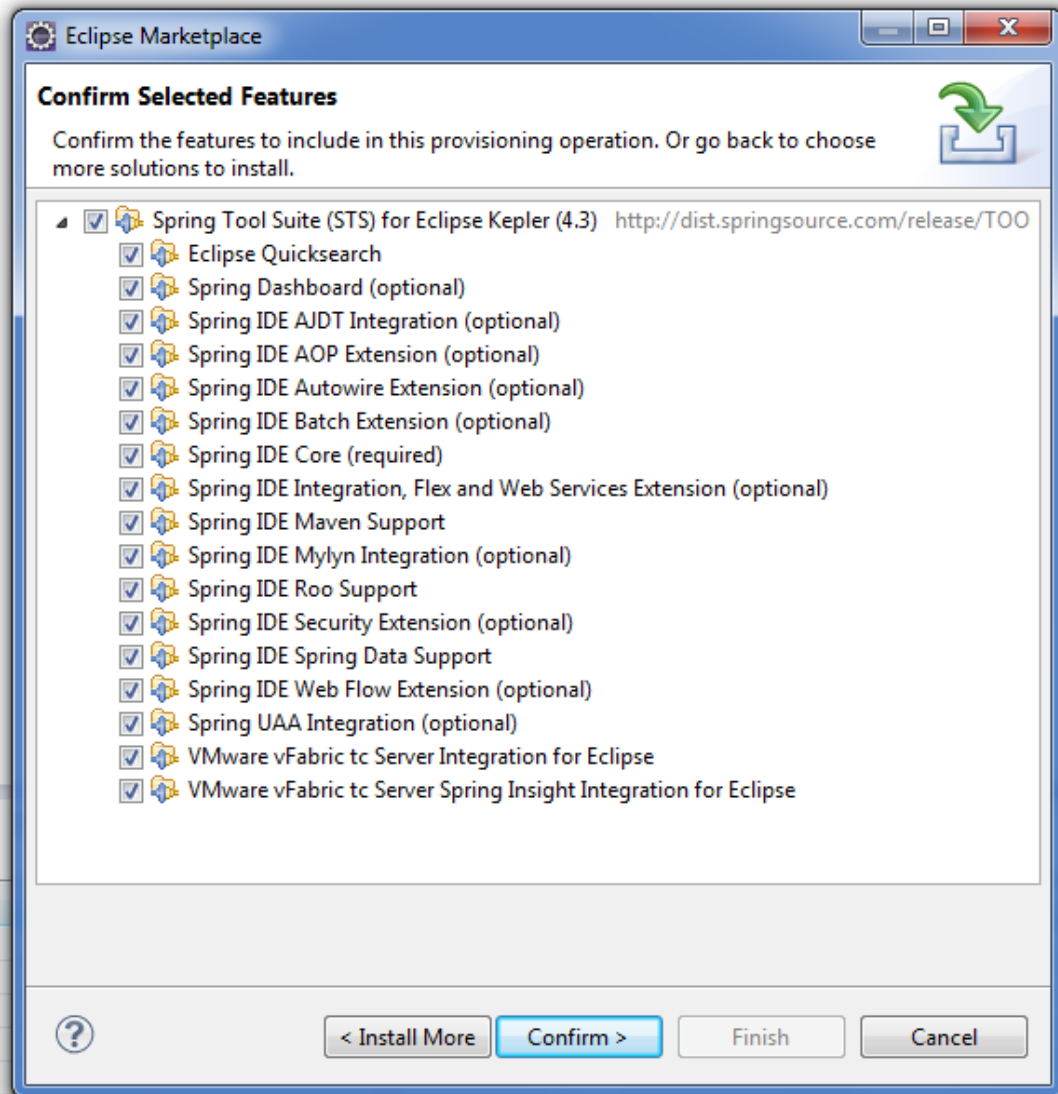 Eclipse Marketplace
Confirm Selected Features
Confirm the features to include in this provisioning operation. Or go back to choose
more solutions to install.
Spring Tool Suite (STS) for Eclipse Kepler (4.3) http://dist.springsource.com/release/TOO
Eclipse Quicksearch
Spring Dashboard (optional)
Spring IDE AJDT Integration (optional)
Spring IDE AOP Extension (optional)
Spring IDE Autowire Extension (optional)
Spring IDE Batch Extension (optional)
Spring IDE Core (required)
Spring IDE Integration, Flex and Web Services Extension (optional)
Spring IDE Maven Support
Spring IDE Mylyn Integration (optional)
Spring IDE Roo Support
Spring IDE Security Extension (optional)
Spring IDE Spring Data Support
Spring IDE Web Flow Extension (optional)
Spring UAA Integration (optional)
VMware vFabric tc Server Integration for Eclipse
VMware vFabric tc Server Spring Insight Integration for Eclipse
? < Install More Confirm > Finish Cancel